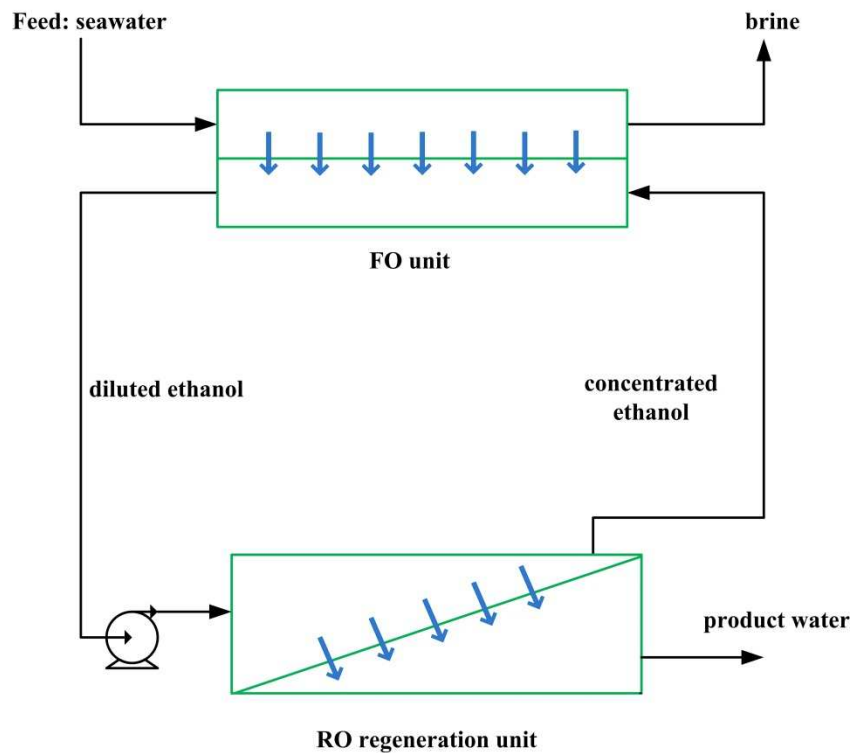 Feed: seawater
brine
FO unit
diluted ethanol
concentrated
ethanol
product water
RO regeneration unit